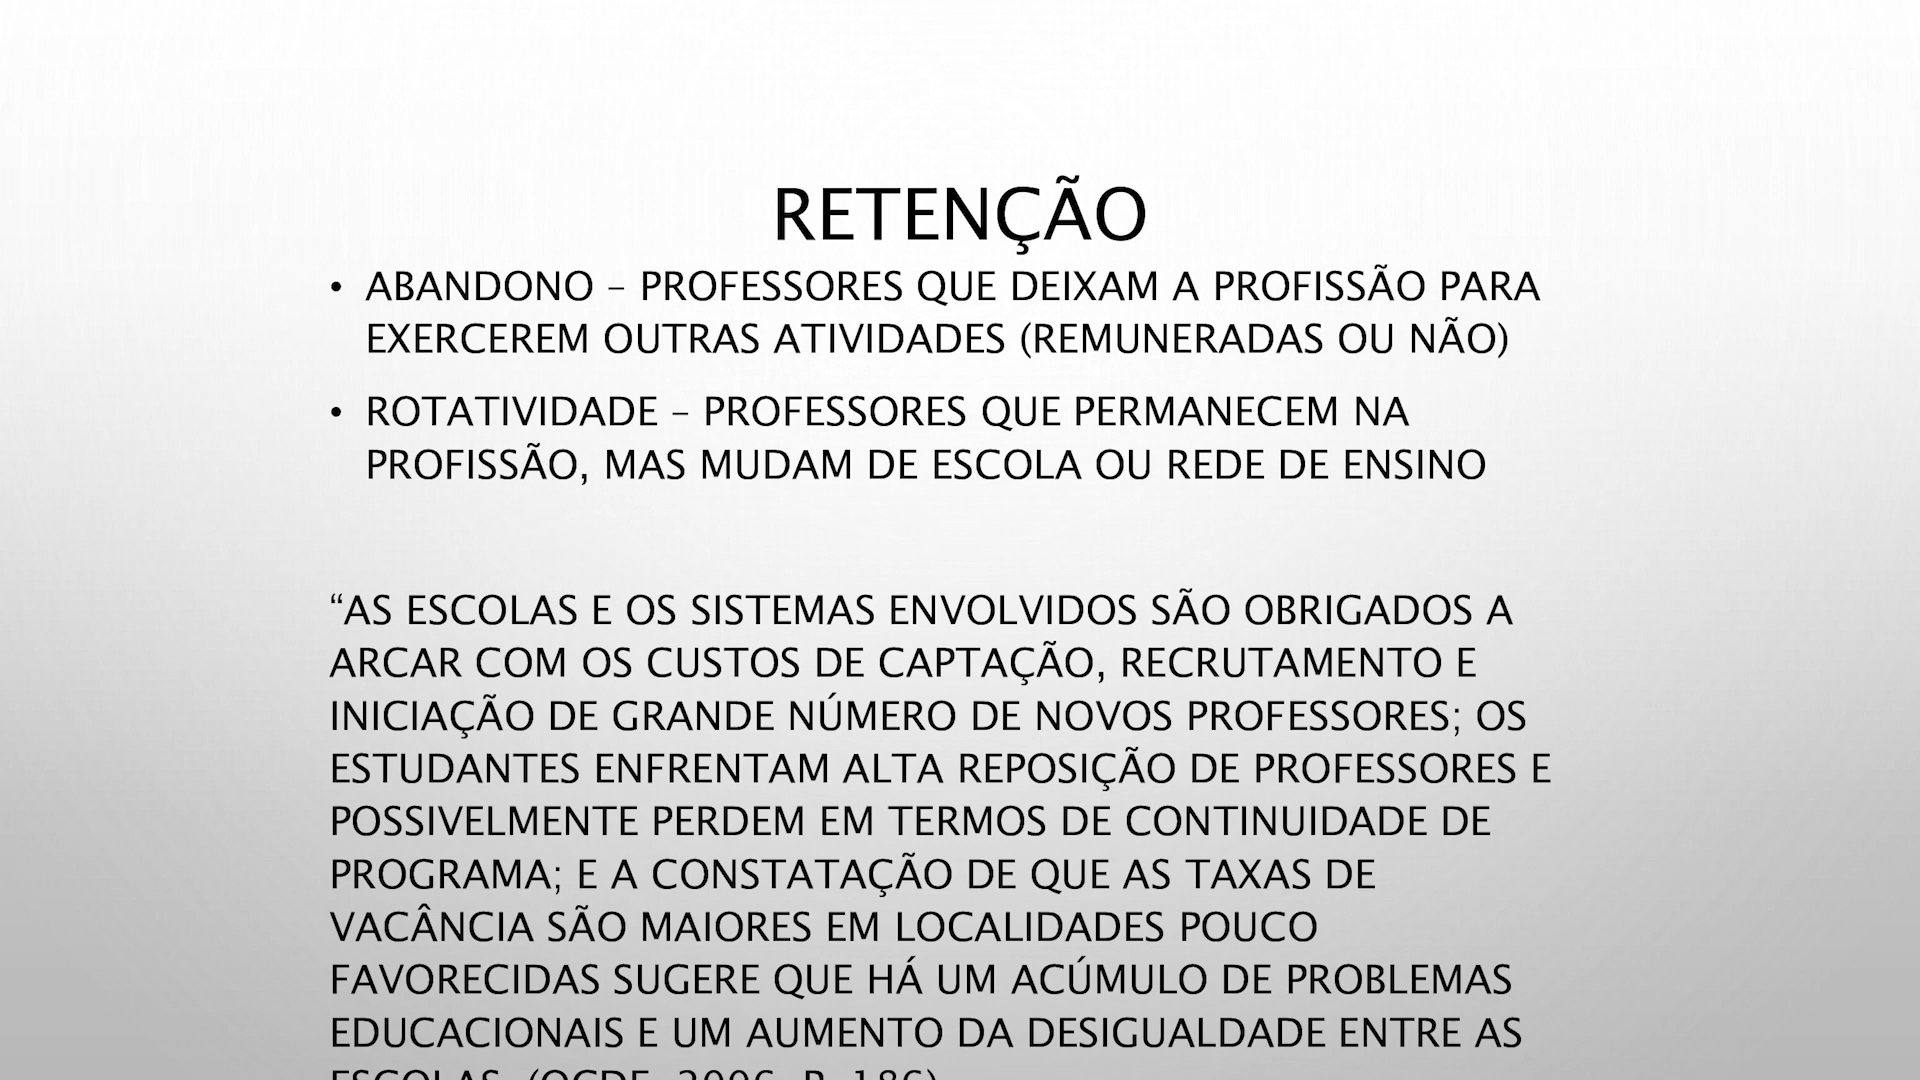 RETENÇÃO
• ABANDONO – PROFESSORES QUE DEIXAM A PROFISSÃO PARA
EXERCEREM OUTRAS ATIVIDADES (REMUNERADAS OU NÃO)
• ROTATIVIDADE – PROFESSORES QUE PERMANECEM NA
PROFISSÃO, MAS MUDAM DE ESCOLA OU REDE DE ENSINO
“AS ESCOLAS E OS SISTEMAS ENVOLVIDOS SÃO OBRIGADOS A
ARCAR COM OS CUSTOS DE CAPTAÇÃO, RECRUTAMENTO E
INICIAÇÃO DE GRANDE NÚMERO DE NOVOS PROFESSORES; OS
ESTUDANTES ENFRENTAM ALTA REPOSIÇÃO DE PROFESSORES E
POSSIVELMENTE PERDEM EM TERMOS DE CONTINUIDADE DE
PROGRAMA; E A CONSTATAÇÃO DE QUE AS TAXAS DE
VACÂNCIA SÃO MAIORES EM LOCALIDADES POUCO
FAVORECIDAS SUGERE QUE HÁ UM ACÚMULO DE PROBLEMAS
EDUCACIONAIS E UM AUMENTO DA DESIGUALDADE ENTRE AS